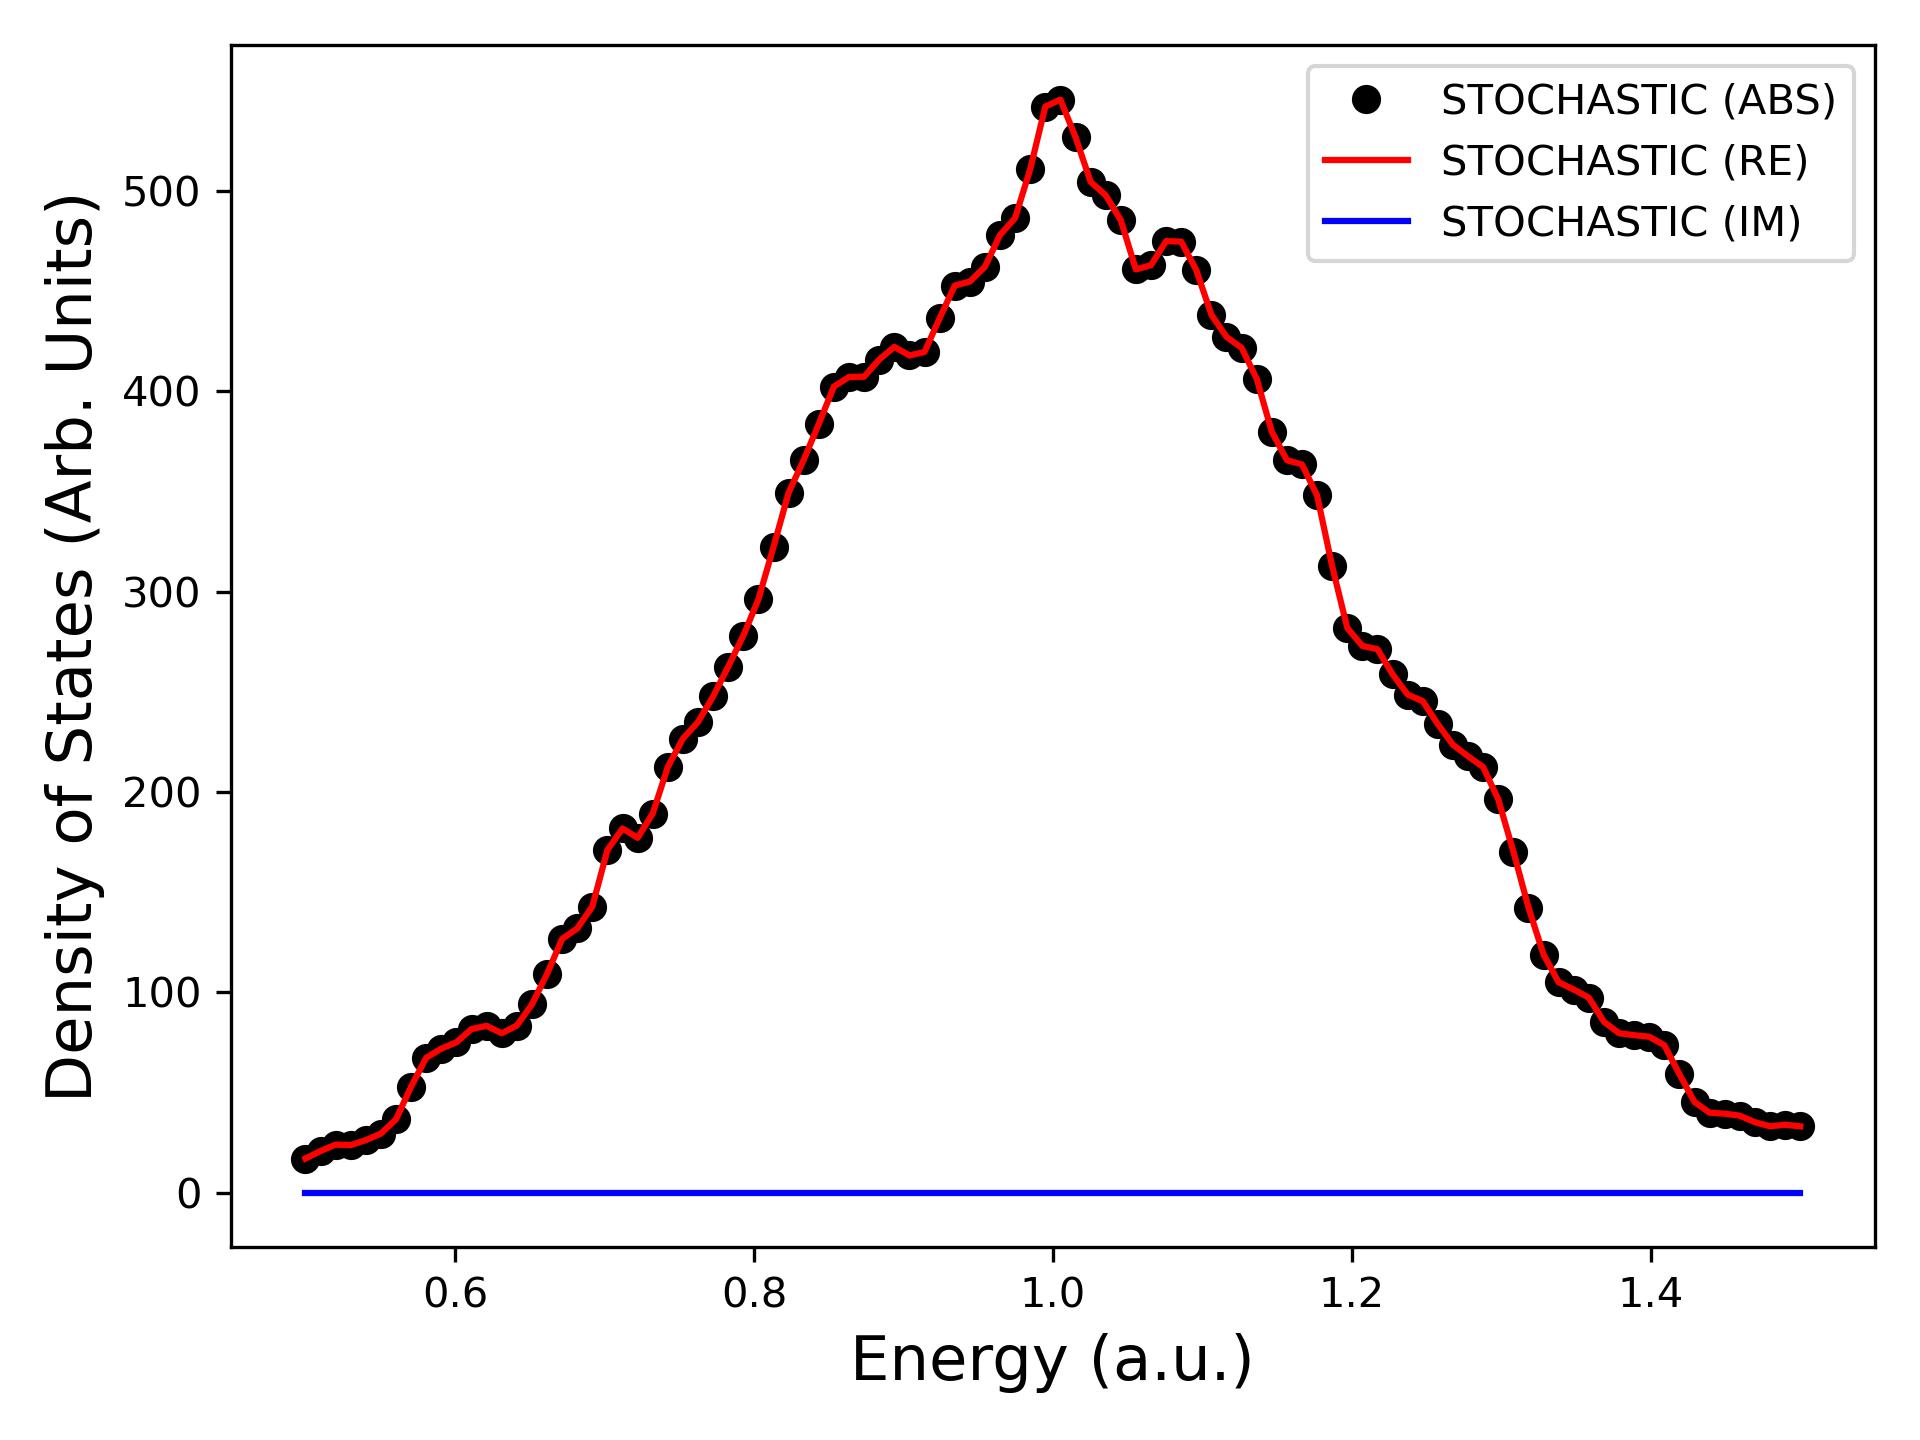 STOCHASTIC (ABS)
STOCHASTIC (RE)
STOCHASTIC (IM)
Density of States (Arb. Units)
500
400
300
200
100
0
0.6 0.8 1.0 1.2 1.4
Energy (a.u.)